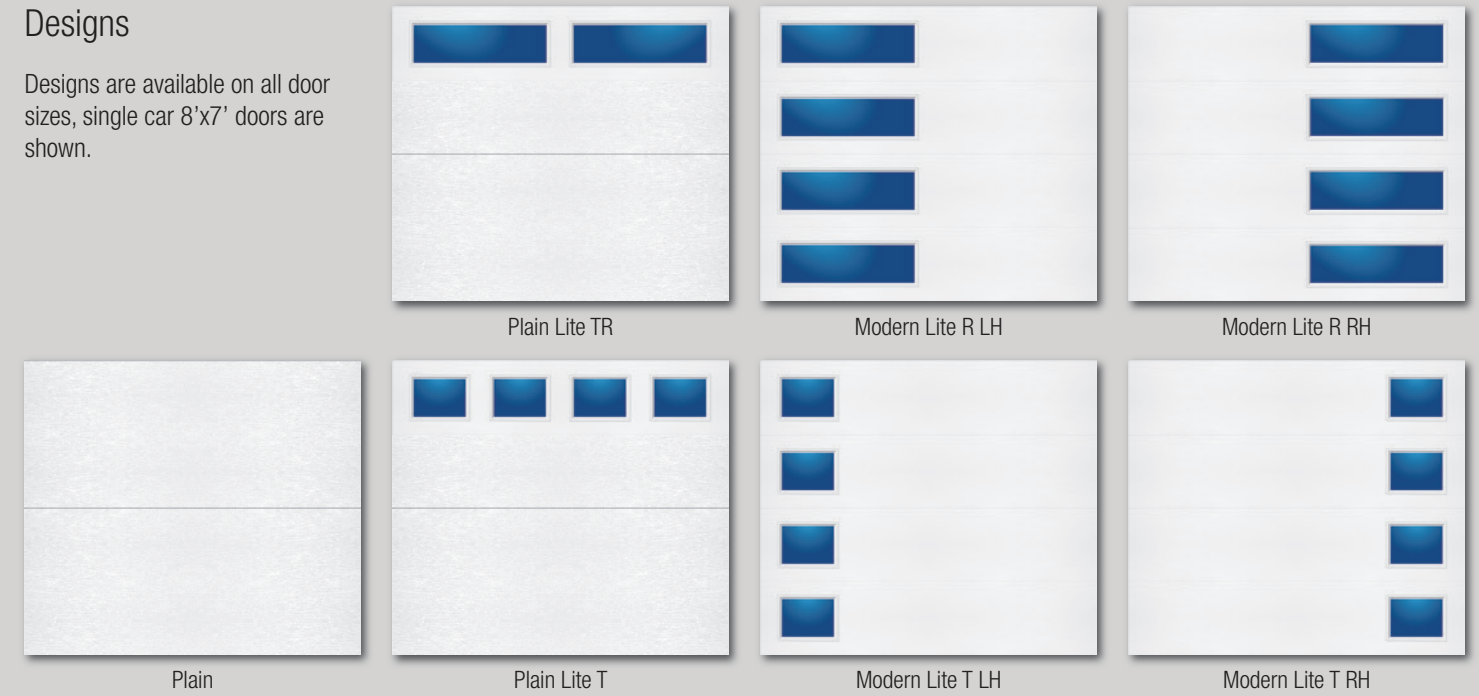 Designs
Designs are available on all door
sizes, single car 8’x7’ doors are
shown.
Plain Lite TR
Modern Lite R LH
Modern Lite R RH
Plain
Plain Lite T
Modern Lite T LH
Modern Lite T RH